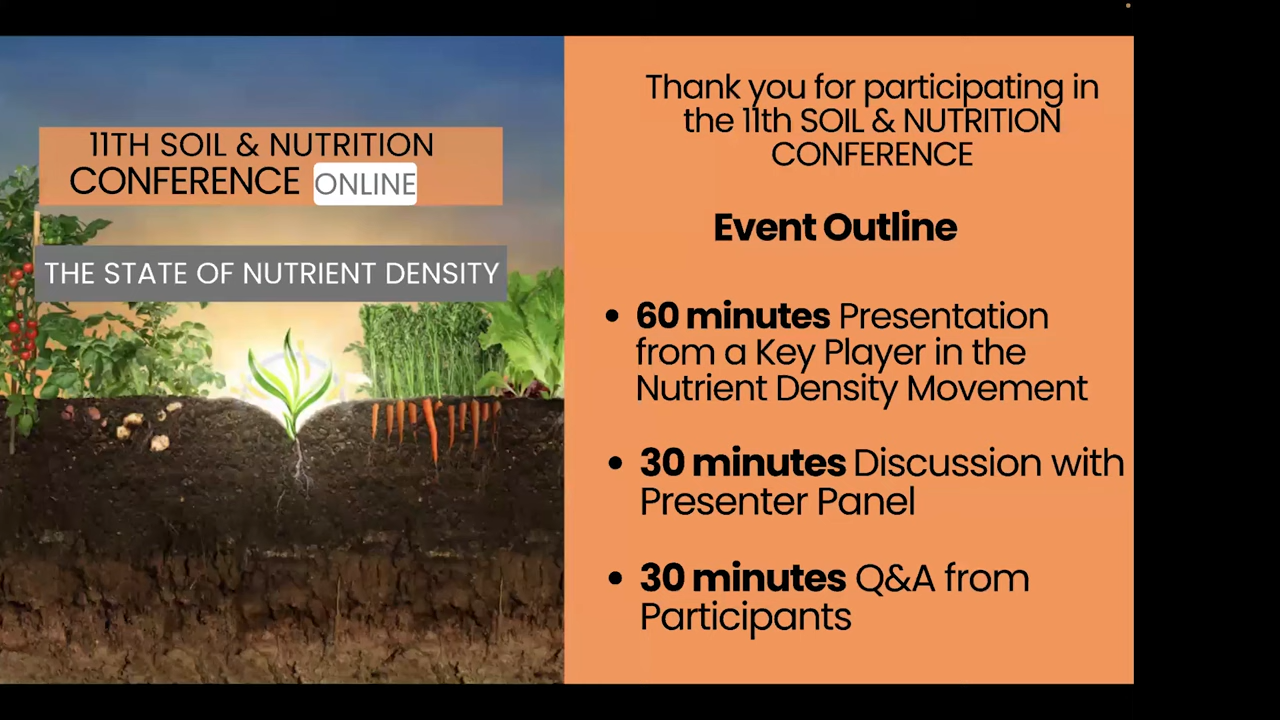 11TH SOIL & NUTRITION
CONFERENCE ONLINE
THE STATE OF NUTRIENT DENSITY
Thank you for participating in
the 11th SOIL & NUTRITION
CONFERENCE
Event Outline
• 60 minutes Presentation
from a Key Player in the
Nutrient Density Movement
• 30 minutes Discussion with
Presenter Panel
• 30 minutes Q&A from
Participants